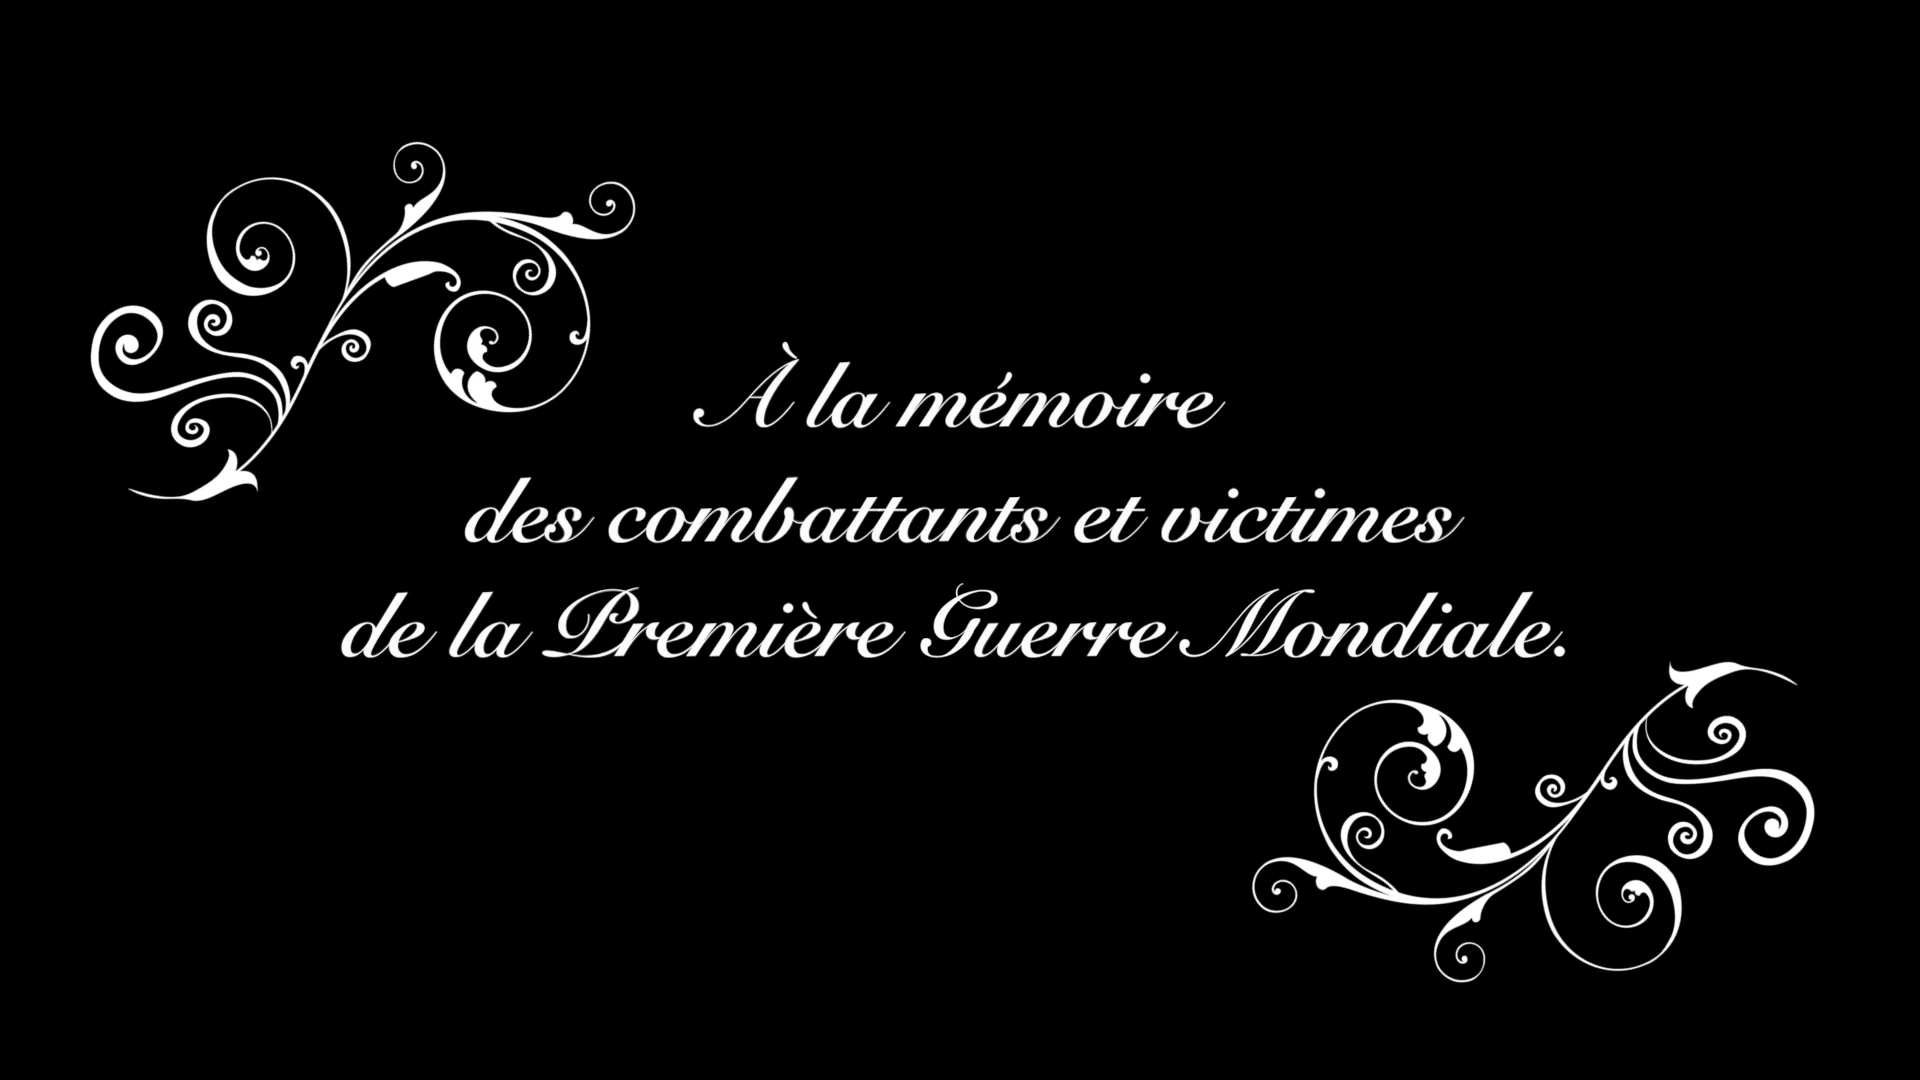 À la mémoire
des combattants et victimes
de la Première Guerre Mondiale.